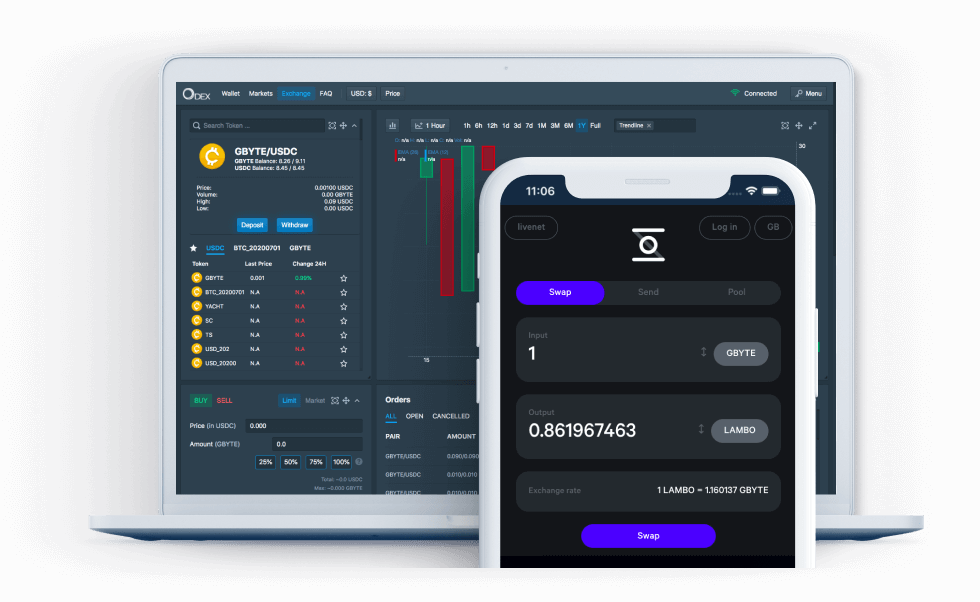 ODEX Wallet Markets Exchange FAQ USD: $ Price Connected Menu
Search Token ...
GBYTE/USDC
GBYTE Balance: 8.26 / 9.11
USDC Balance: 8.45 / 8.45
Price: 0.00100 USDC
Volume: 0.00 GBYTE
High: 0.09 USDC
Low: 0.00 USDC
Deposit Withdraw
USDC BTC_20200701 GBYTE
Token Last Price Change 24H
GBYTE 0.001 0.00%
BTC_20200701 N.A N.A
YACHT N.A N.A
SC N.A N.A
TS N.A N.A
USD_202 N.A N.A
USD_20200 N.A N.A
BUY SELL Limit Market
Price (in USDC) 0.000
Amount (GBYTE) 0.0
25% 50% 75% 100%
Total: ~0.0 USDC
Max: ~0.000 GBYTE
1 Hour 1h 6h 12h 1d 3d 7d 1M 3M 6M 1Y Full Trendline
n/a n/a n/a n/a n/a
n/a n/a
30
15
Orders
ALL OPEN CANCELLED
PAIR AMOUNT
GBYTE/USDC 0.090/0.090
GBYTE/USDC 0.010/0.010
GBYTE/USDC 0.010/0.010
11:06
livenet Log in GB
Swap Send Pool
Input
1 GBYTE
Output
0.861967463 LAMBO
Exchange rate 1 LAMBO = 1.160137 GBYTE
Swap